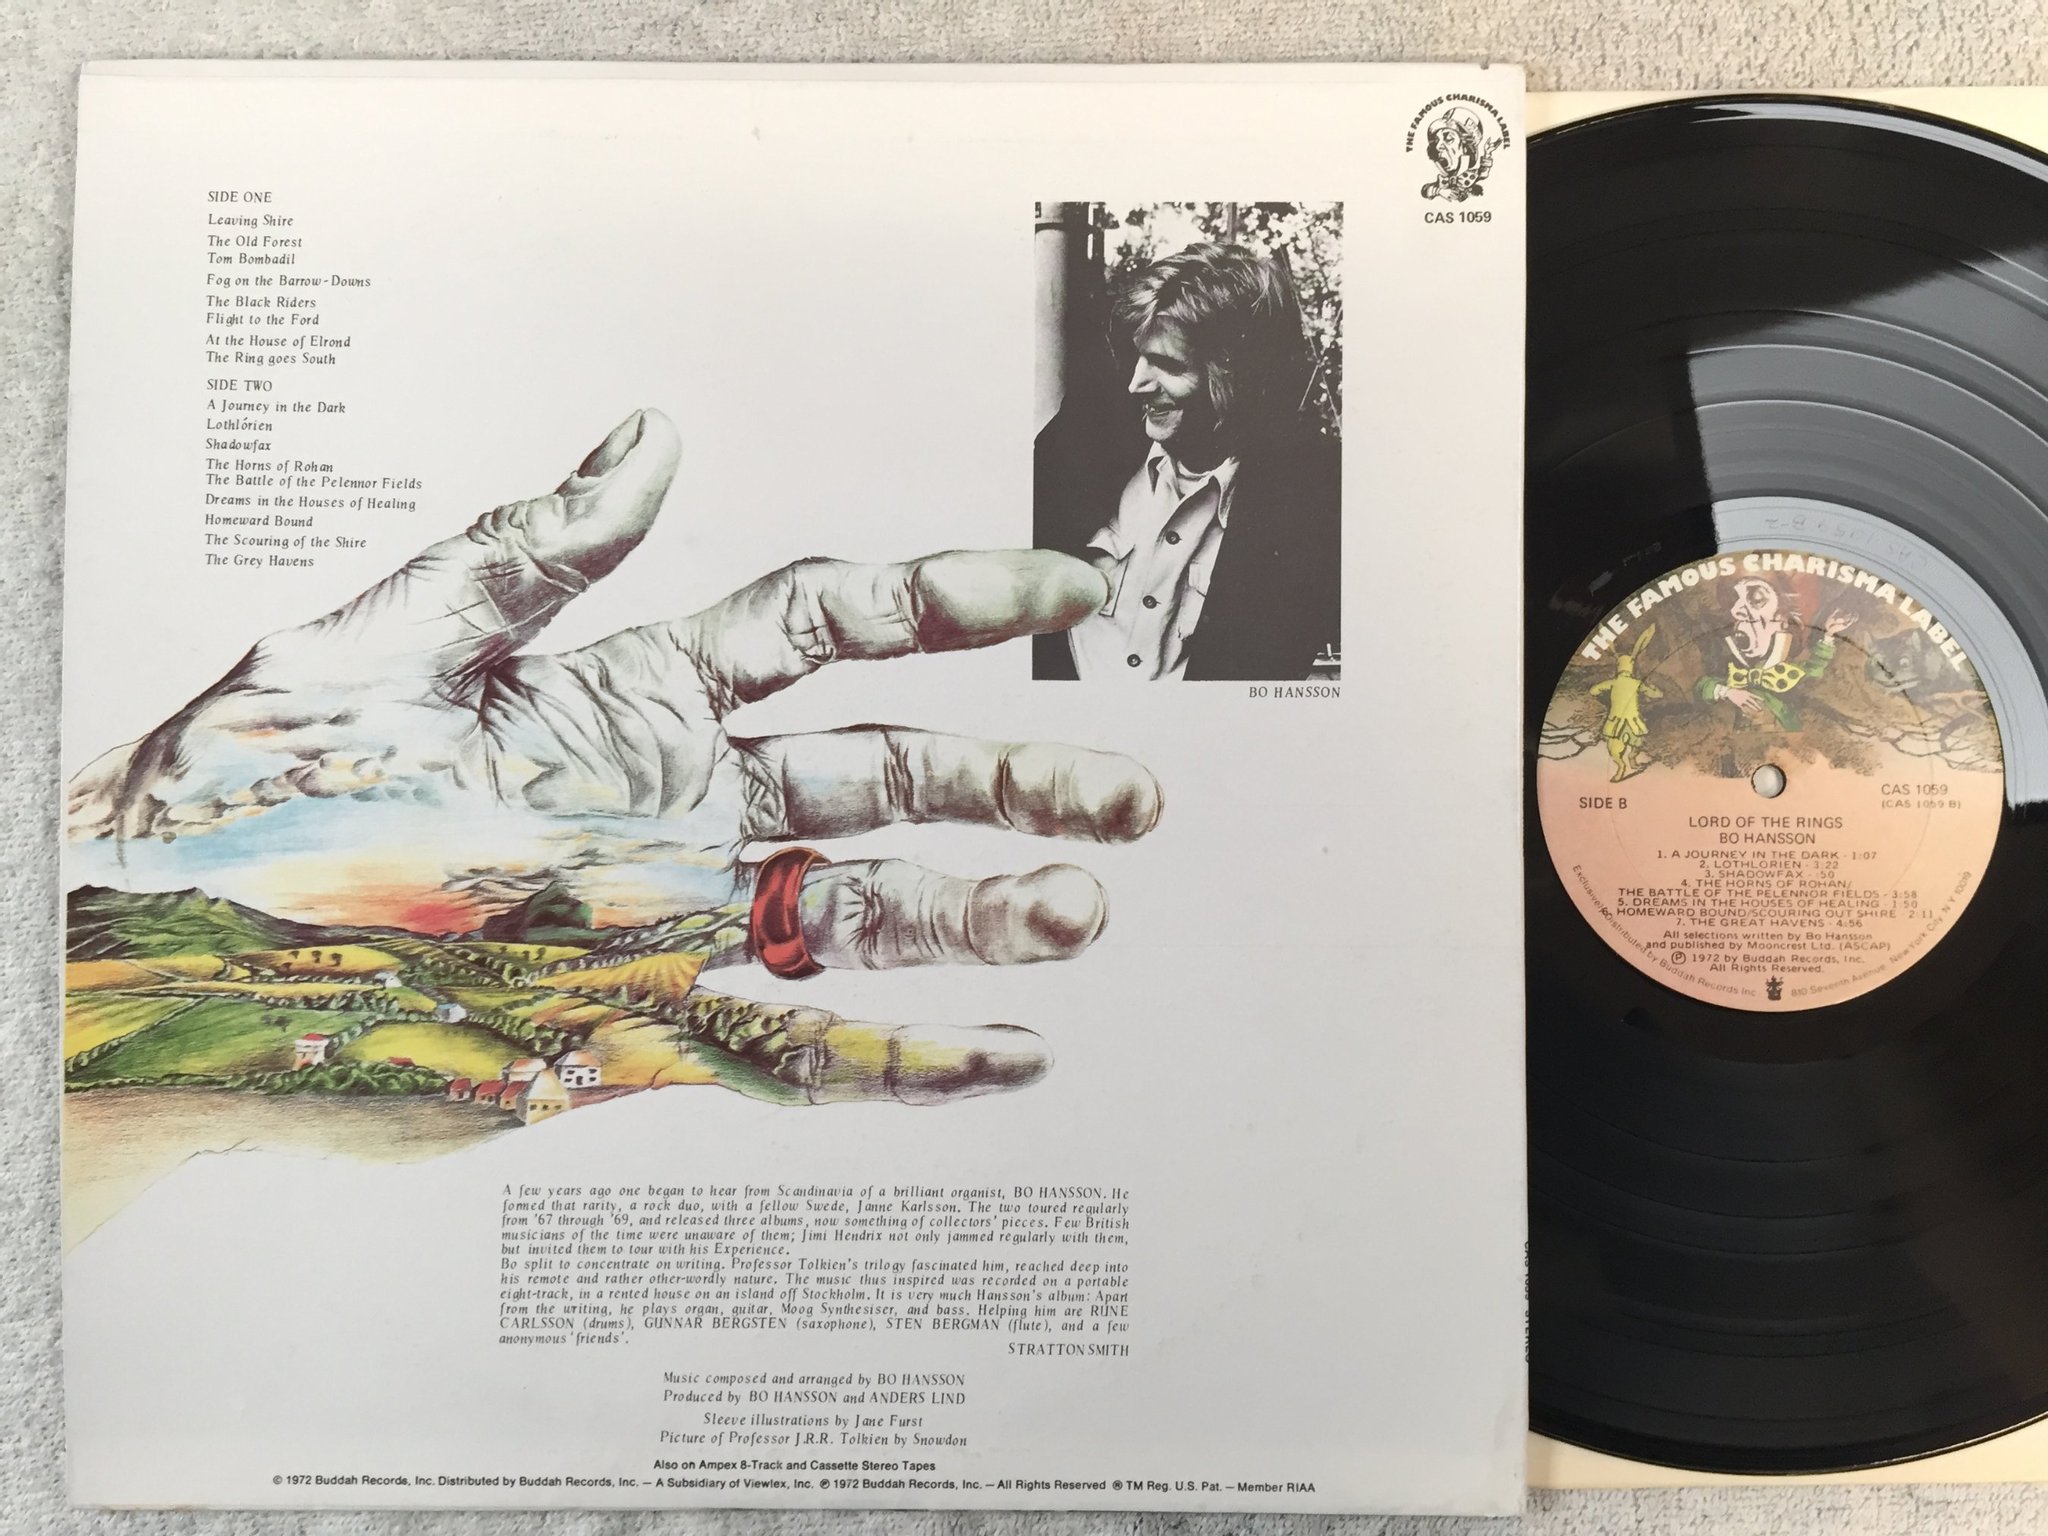 THE FAMOUS CHARISMA LABEL
CAS 1059
SIDE ONE
Leaving Shire
The Old Forest
Tom Bombadil
Fog on the Barrow-Downs
The Black Riders
Flight to the Ford
At the House of Elrond
The Ring goes South
SIDE TWO
A Journey in the Dark
Lothlórien
Shadowfax
The Horns of Rohan
The Battle of the Pelennor Fields
Dreams in the Houses of Healing
Homeward Bound
The Scouring of the Shire
The Grey Havens
BO HANSSON
A few years ago one began to hear from Scandinavia of a brilliant organist, BO HANSSON. He
formed that rarity, a rock duo, with a fellow Swede, Janne Karlsson. The two toured regularly
from '67 through '69, and released three albums, now something of collectors' pieces. Few British
musicians of the time were unaware of them; Jimi Hendrix not only jammed regularly with them,
but invited them to tour with his Experience.
Bo split to concentrate on writing. Professor Tolkien's trilogy fascinated him, reached deep into
his remote and rather other-wordly nature. The music thus inspired was recorded on a portable
eight-track, in a rented house on an island off Stockholm. It is very much Hansson's album: Apart
from the writing, he plays organ, guitar, Moog Synthesiser, and bass. Helping him are RUNE
CARLSSON (drums), GUNNAR BERGSTEN (saxophone), STEN BERGMAN (flute), and a few
anonymous 'friends'.
STRATTON SMITH
Music composed and arranged by BO HANSSON
Produced by BO HANSSON and ANDERS LIND
Sleeve illustrations by Jane Furst
Picture of Professor J.R.R. Tolkien by Snowdon
Also on Ampex 8-Track and Cassette Stereo Tapes
© 1972 Buddah Records, Inc. Distributed by Buddah Records, Inc. — A Subsidiary of Viewlex, Inc. ℗ 1972 Buddah Records, Inc. — All Rights Reserved ® TM Reg. U.S. Pat. — Member RIAA
THE FAMOUS CHARISMA LABEL
SIDE B
CAS 1059
(CAS 1059 B)
LORD OF THE RINGS
BO HANSSON
1. A JOURNEY IN THE DARK - 1:07
2. LOTHLORIEN - 3:22
3. SHADOWFAX - :50
4. THE HORNS OF ROHAN/
THE BATTLE OF THE PELENNOR FIELDS - 3:58
5. DREAMS IN THE HOUSES OF HEALING - 1:50
6. HOMEWARD BOUND/SCOURING OUT SHIRE - 2:11
7. THE GREAT HAVENS - 4:56
All selections written by Bo Hansson
and published by Mooncrest Ltd. (ASCAP)
℗ 1972 by Buddah Records, Inc.
All Rights Reserved.
Exclusively Distributed by Buddah Records Inc. 810 Seventh Avenue, New York City, N Y 10019